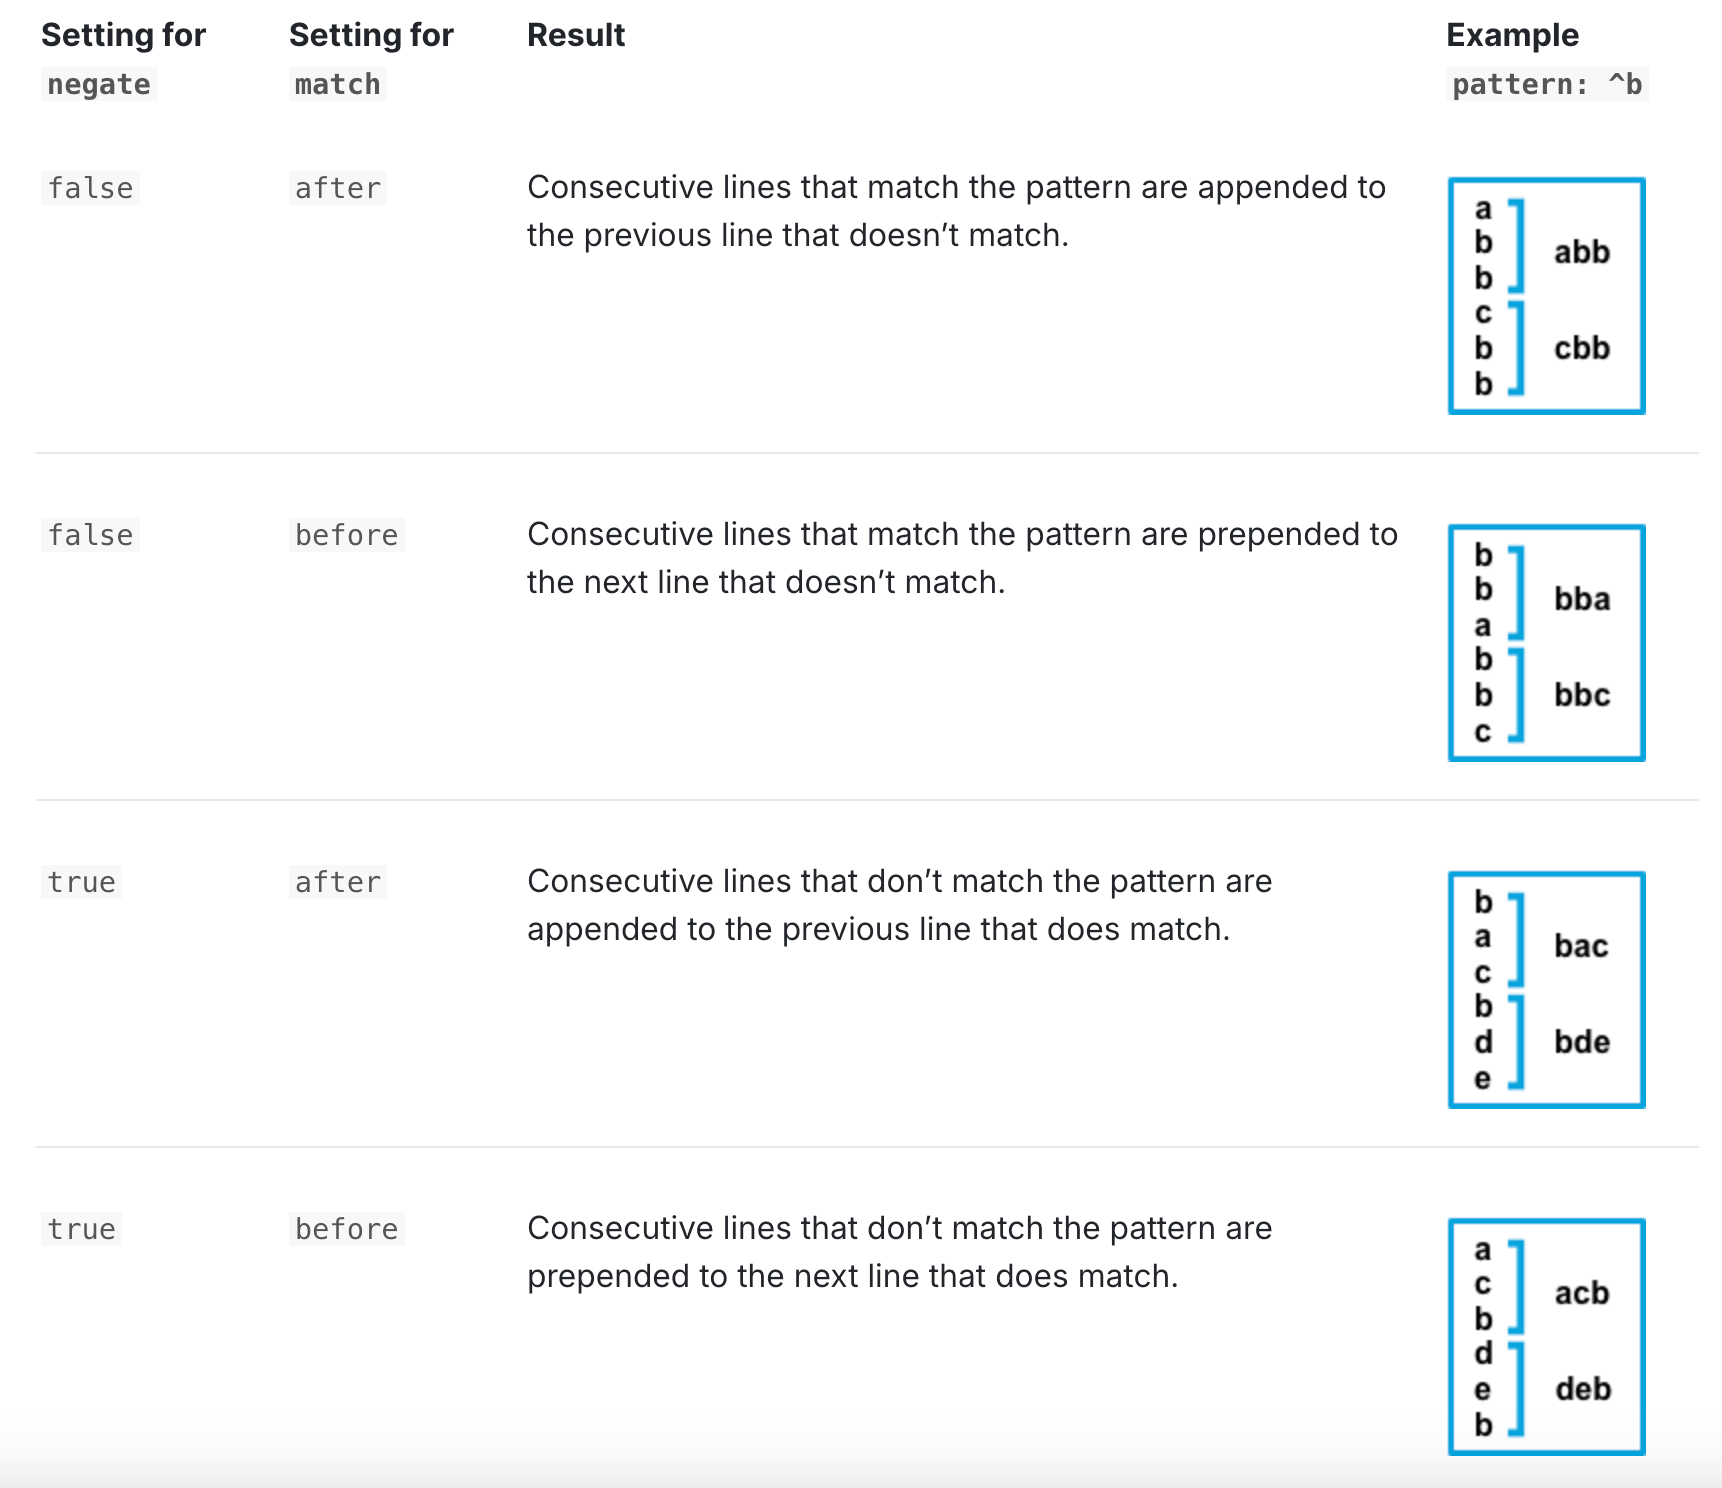 Setting for negate
Setting for match
Result
Example pattern: ^b
false
after
Consecutive lines that match the pattern are appended to
the previous line that doesn’t match.
a
b
b
c
b
b
abb
cbb
false
before
Consecutive lines that match the pattern are prepended to
the next line that doesn’t match.
b
b
a
b
b
c
bba
bbc
true
after
Consecutive lines that don’t match the pattern are
appended to the previous line that does match.
b
a
c
b
d
e
bac
bde
true
before
Consecutive lines that don’t match the pattern are
prepended to the next line that does match.
a
c
b
d
e
b
acb
deb